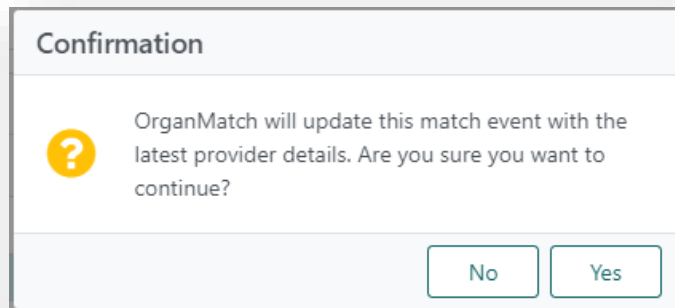 Confirmation
OrganMatch will update this match event with the
latest provider details. Are you sure you want to
continue?
No
Yes